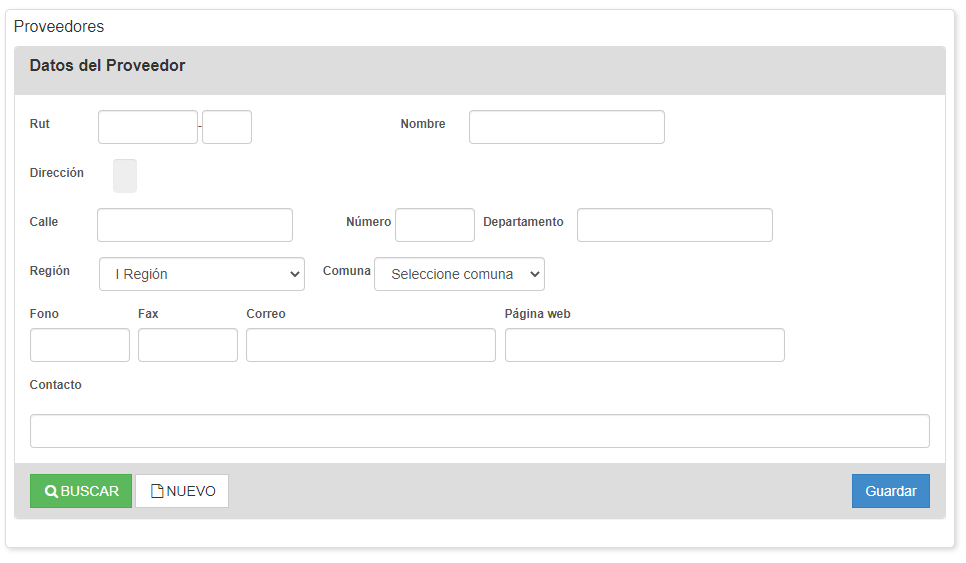 Proveedores
Datos del Proveedor
Rut - Nombre
Dirección
Calle Número Departamento
Región I Región Comuna Seleccione comuna
Fono Fax Correo Página web
Contacto
BUSCAR NUEVO Guardar